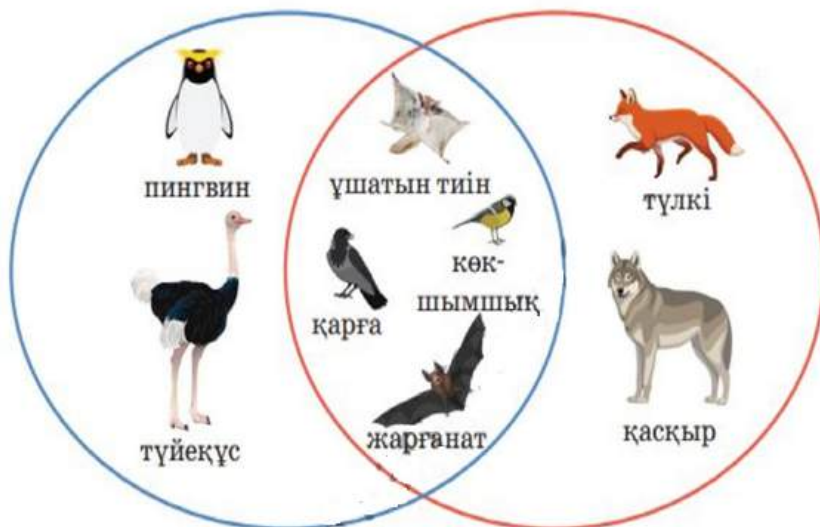 пингвин
ұшатын тиін
түлкі
көк-
шымшық
қарға
түйеқұс
жарғанат
қасқыр